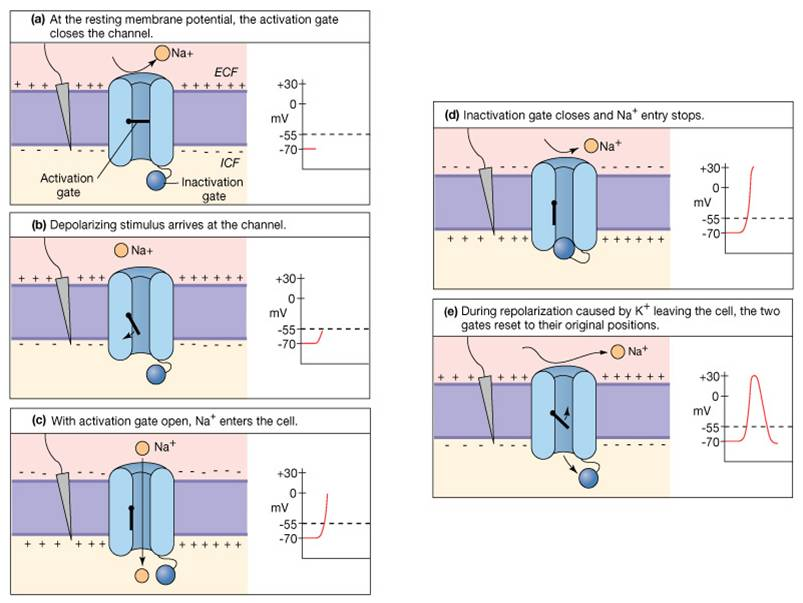 (a) At the resting membrane potential, the activation gate
closes the channel.
Na+
ECF
+ + + + + + + + + + +
+30
0
mV
-55
-70
- - - - - - - -
ICF
Activation
gate
Inactivation
gate
(b) Depolarizing stimulus arrives at the channel.
Na+
+30
0
mV
-55
-70
(c) With activation gate open, Na+ enters the cell.
Na+
+30
0
mV
-55
-70
(d) Inactivation gate closes and Na+ entry stops.
Na+
+30
0
mV
-55
-70
(e) During repolarization caused by K+ leaving the cell, the two
gates reset to their original positions.
Na+
+30
0
mV
-55
-70